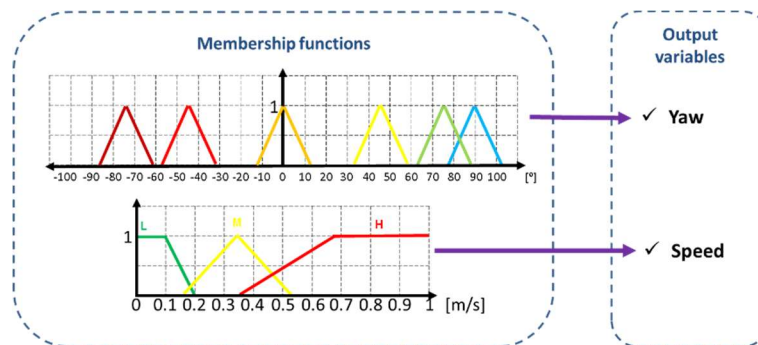 Membership functions
Output
variables
1
-100 -90 -80 -70 -60 -50 -40 -30 -20 -10 0 10 20 30 40 50 60 70 80 90 100 [º]
✓ Yaw
L M H
1
0 0.1 0.2 0.3 0.4 0.5 0.6 0.7 0.8 0.9 1 [m/s]
✓ Speed